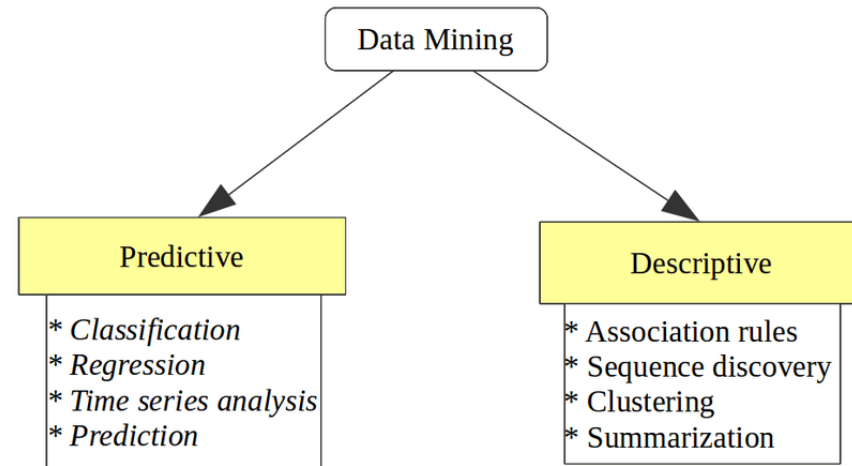 Data Mining
Predictive
* Classification
* Regression
* Time series analysis
* Prediction
Descriptive
* Association rules
* Sequence discovery
* Clustering
* Summarization